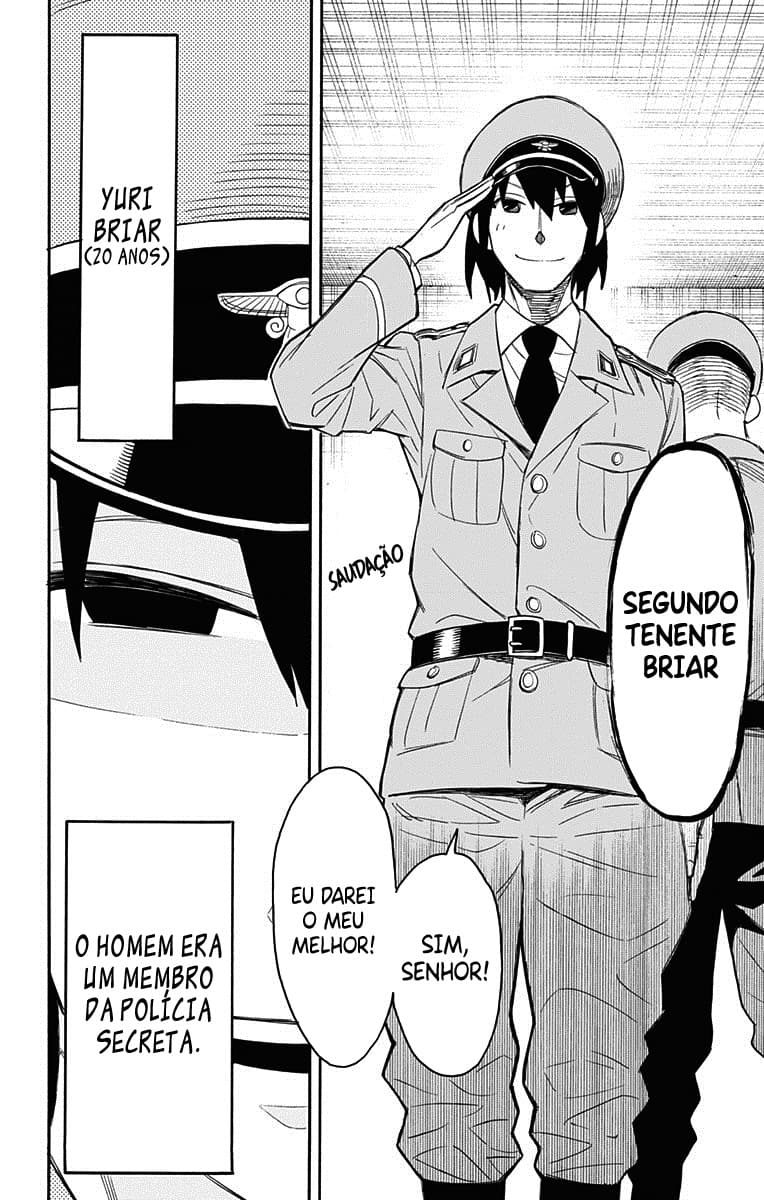 SEGUNDO
TENENTE
BRIAR
SAUDAÇÃO
SIM,
SENHOR!
EU DAREI
O MEU
MELHOR!
YURI
BRIAR
(20 ANOS)
O HOMEM ERA
UM MEMBRO
DA POLÍCIA
SECRETA.